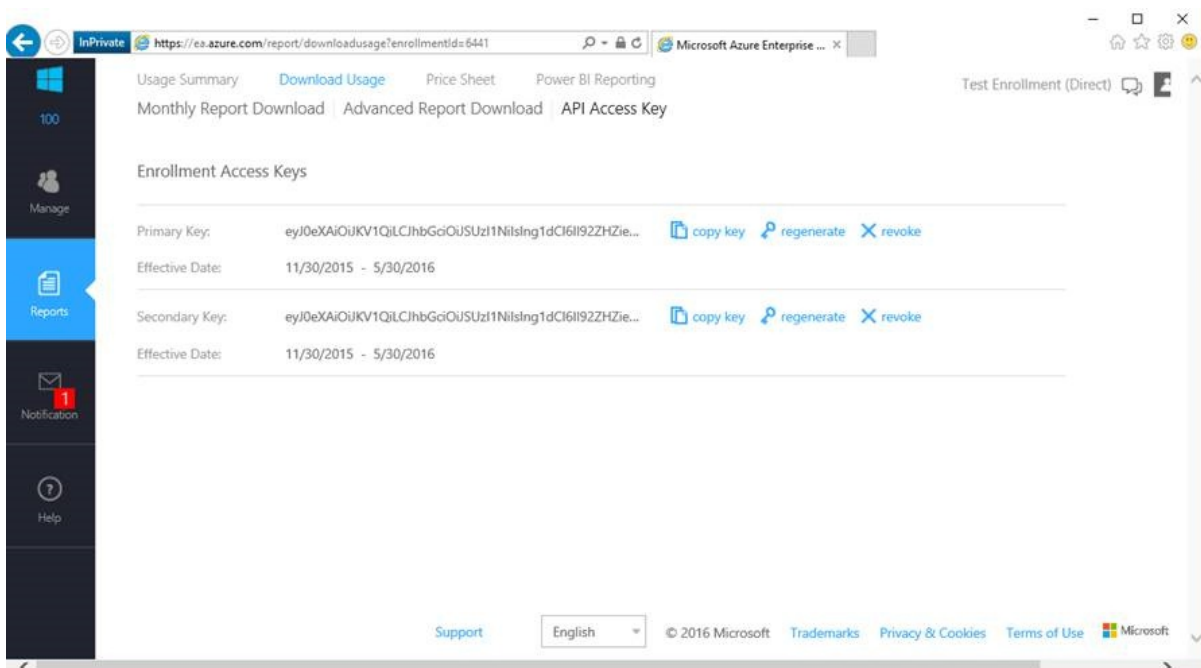 InPrivate https://ea.azure.com/report/downloadusage?enrollmentId=6441 Microsoft Azure Enterprise ...
Usage Summary Download Usage Price Sheet Power BI Reporting Test Enrollment (Direct)
100 Monthly Report Download Advanced Report Download API Access Key
Enrollment Access Keys
Manage
Primary Key: eyJ0eXAiOiJKV1QiLCJhbGciOiJSUzI1NiIsIng1dCI6Il92ZHZie... copy key regenerate revoke
Effective Date: 11/30/2015 - 5/30/2016
Reports
Secondary Key: eyJ0eXAiOiJKV1QiLCJhbGciOiJSUzI1NiIsIng1dCI6Il92ZHZie... copy key regenerate revoke
Effective Date: 11/30/2015 - 5/30/2016
1
Notification
Help
Support English © 2016 Microsoft Trademarks Privacy & Cookies Terms of Use Microsoft